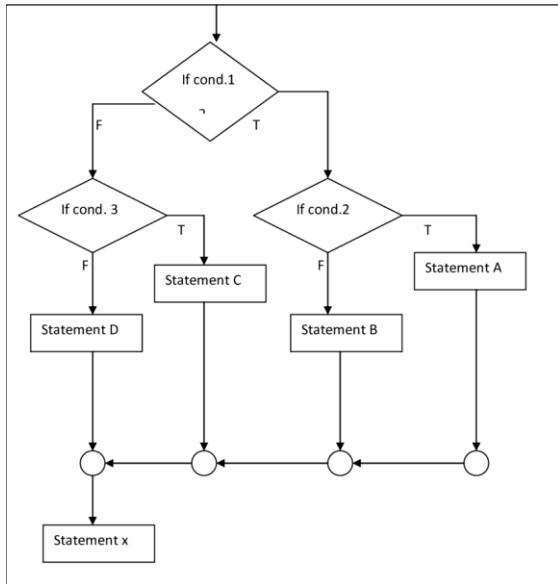 If cond.1
?
F
T
If cond. 3
If cond.2
T
T
F
F
Statement C
Statement A
Statement D
Statement B
Statement x